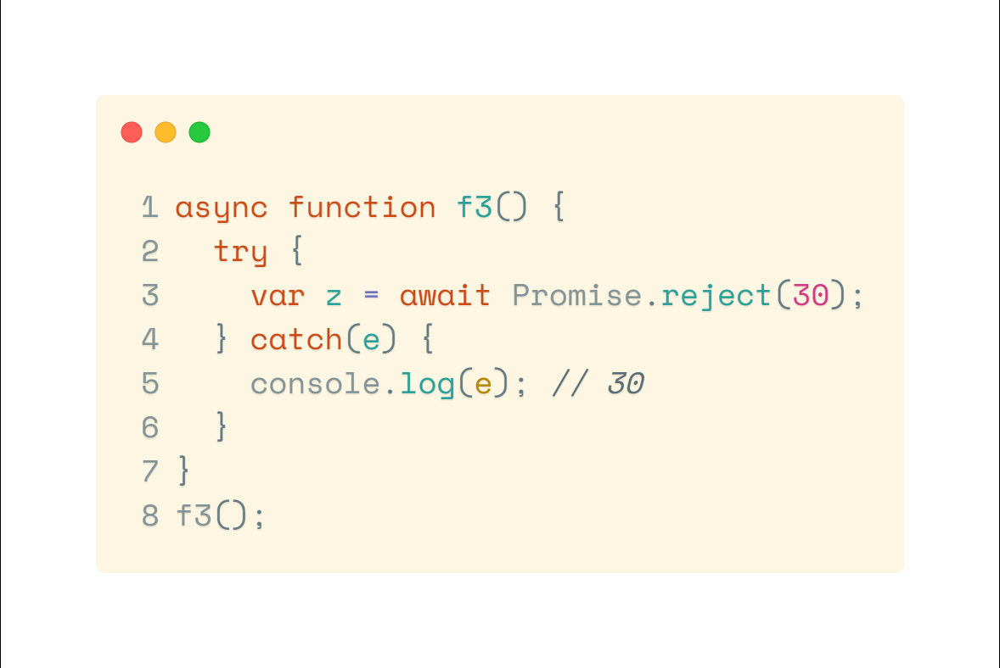 1 async function f3() {
2   try {
3     var z = await Promise.reject(30);
4   } catch(e) {
5     console.log(e); // 30
6   }
7 }
8 f3();